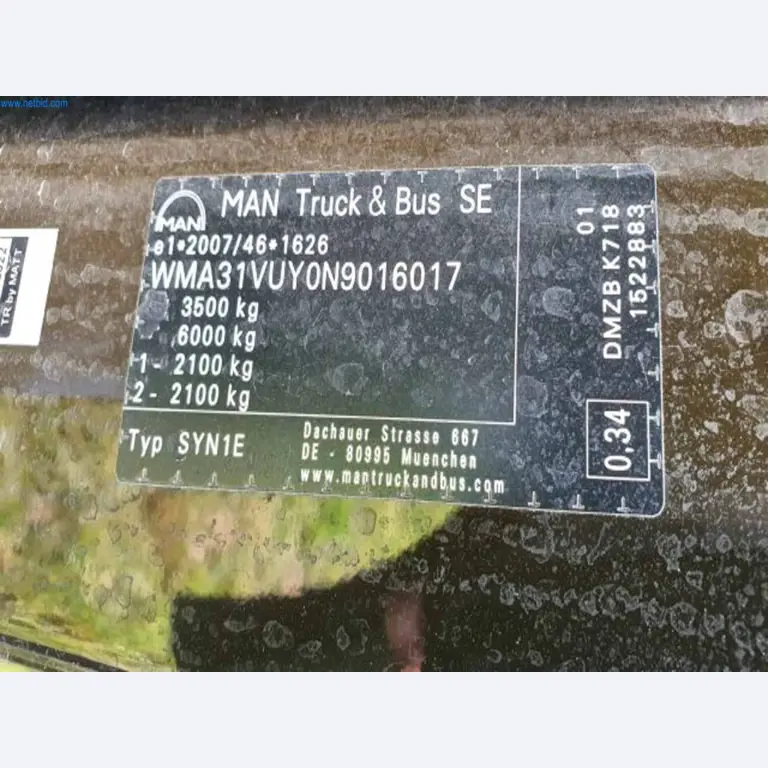 www.netbid.com
MAN Truck & Bus SE
MAN
e1*2007/46*1626
WMA31VUY0N9016017
3500 kg
6000 kg
1- 2100 kg
2- 2100 kg
Typ SYN1E
Dachauer Strasse 667
DE - 80995 Muenchen
www.mantruckandbus.com
01
DMZB K718
1522883
0,34
TR by MATT